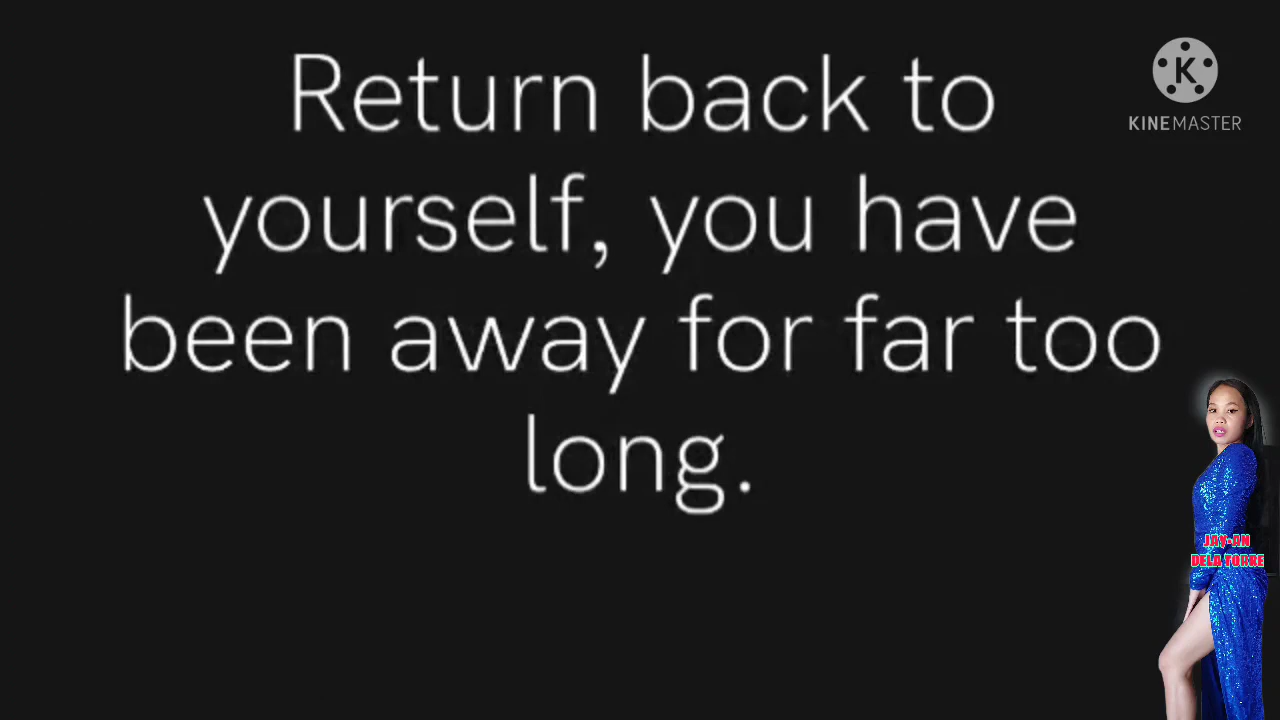 Return back to
yourself, you have
been away for far too
long.
K
KINEMASTER
JAY-AN
DELA TORRE